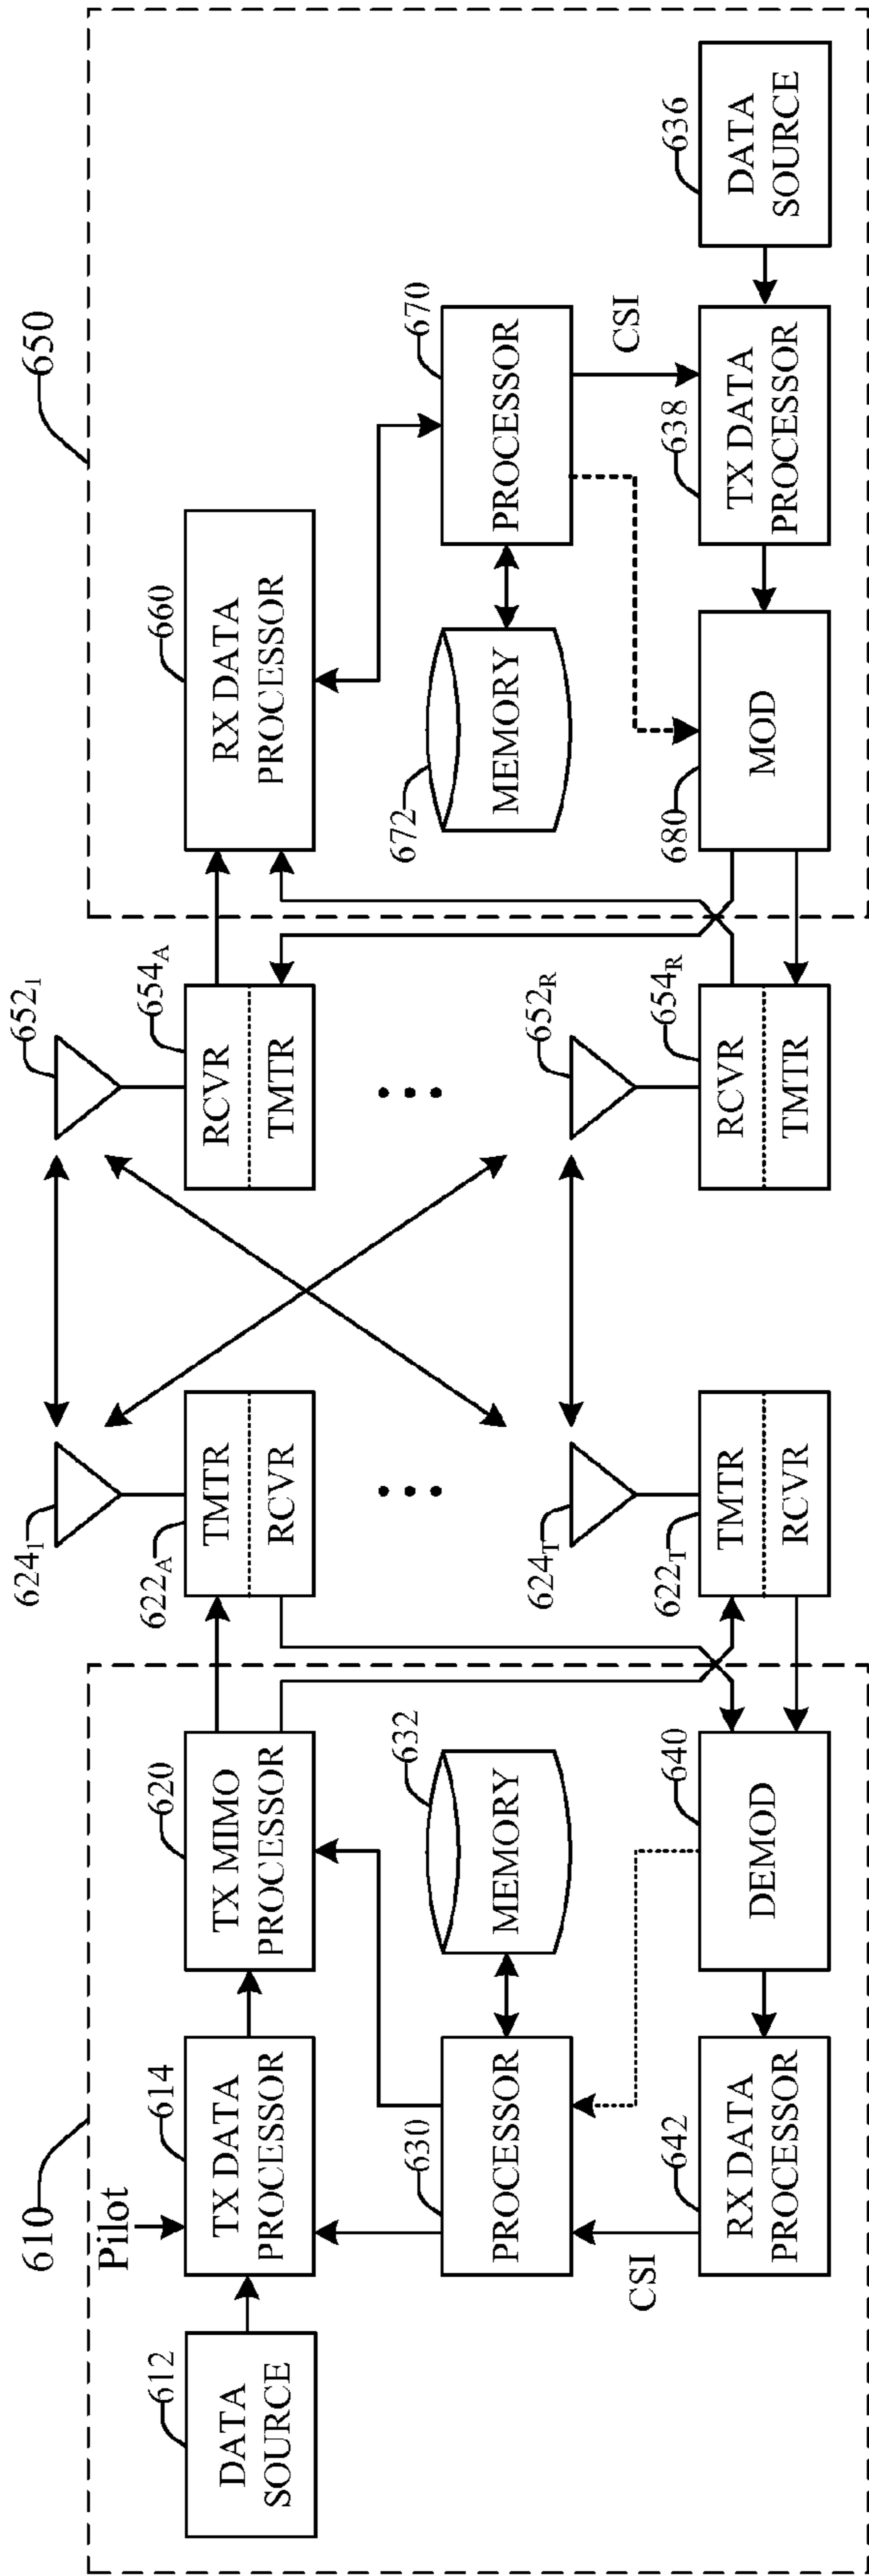 610
Pilot
612
DATA
SOURCE
614
TX DATA
PROCESSOR
620
TX MIMO
PROCESSOR
630
PROCESSOR
632
MEMORY
CSI
642
RX DATA
PROCESSOR
640
DEMOD
624₁
622A
TMTR
RCVR
624T
622T
TMTR
RCVR
652₁
654A
RCVR
TMTR
652R
654R
RCVR
TMTR
650
660
RX DATA
PROCESSOR
672
MEMORY
670
PROCESSOR
CSI
680
MOD
638
TX DATA
PROCESSOR
636
DATA
SOURCE